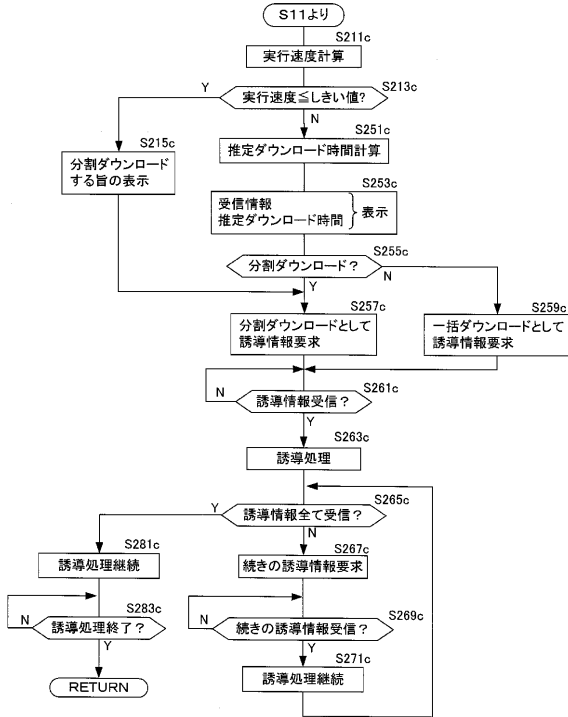 S11より
S211c
実行速度計算
S213c
Y
実行速度≦しきい値?
N
S251c
S215c
推定ダウンロード時間計算
分割ダウンロード
する旨の表示
S253c
受信情報
推定ダウンロード時間
表示
S255c
分割ダウンロード?
N
Y
S257c
S259c
分割ダウンロードとして
誘導情報要求
一括ダウンロードとして
誘導情報要求
S261c
N
誘導情報受信?
Y
S263c
誘導処理
S265c
Y
誘導情報全て受信?
N
S281c
S267c
誘導処理継続
続きの誘導情報要求
S283c
S269c
N
誘導処理終了?
N
続きの誘導情報受信?
Y
Y
S271c
RETURN
誘導処理継続